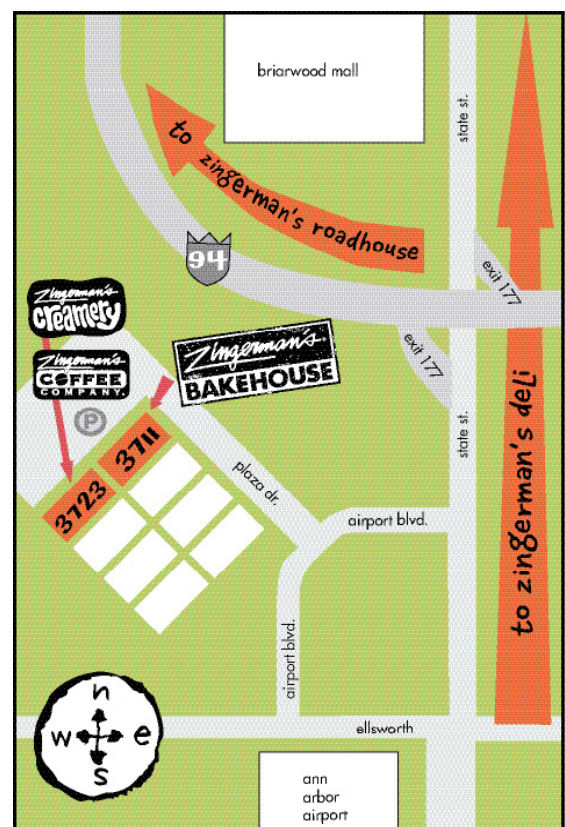 briarwood mall
state st.
to zingerman's roadhouse
94
exit 177
exit 177
Zingerman's
Creamery
Zingerman's
COFFEE
COMPANY.
Zingerman's
BAKEHOUSE
P
3711
3723
plaza dr.
state st.
to zingerman's deli
airport blvd.
airport blvd.
ellsworth
n
w e
s
ann
arbor
airport